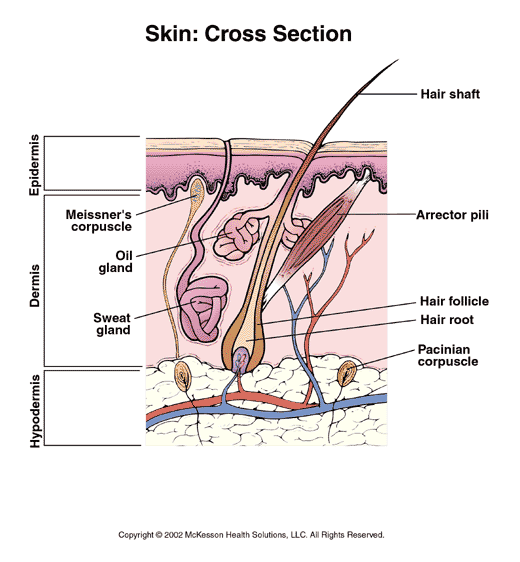 Skin: Cross Section
Hair shaft
Epidermis
Meissner's
corpuscle
Arrector pili
Oil
gland
Dermis
Sweat
gland
Hair follicle
Hair root
Pacinian
corpuscle
Hypodermis
Copyright © 2002 McKesson Health Solutions, LLC. All Rights Reserved.